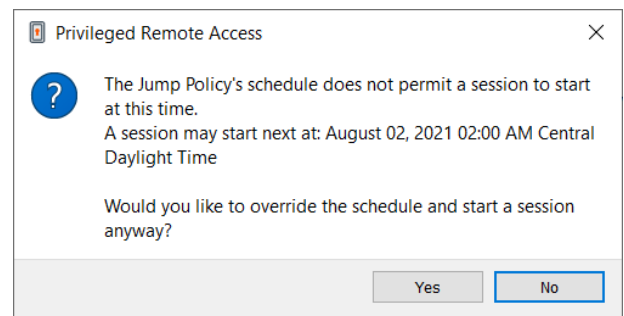 Privileged Remote Access
The Jump Policy's schedule does not permit a session to start
at this time.
A session may start next at: August 02, 2021 02:00 AM Central
Daylight Time
Would you like to override the schedule and start a session
anyway?
Yes
No